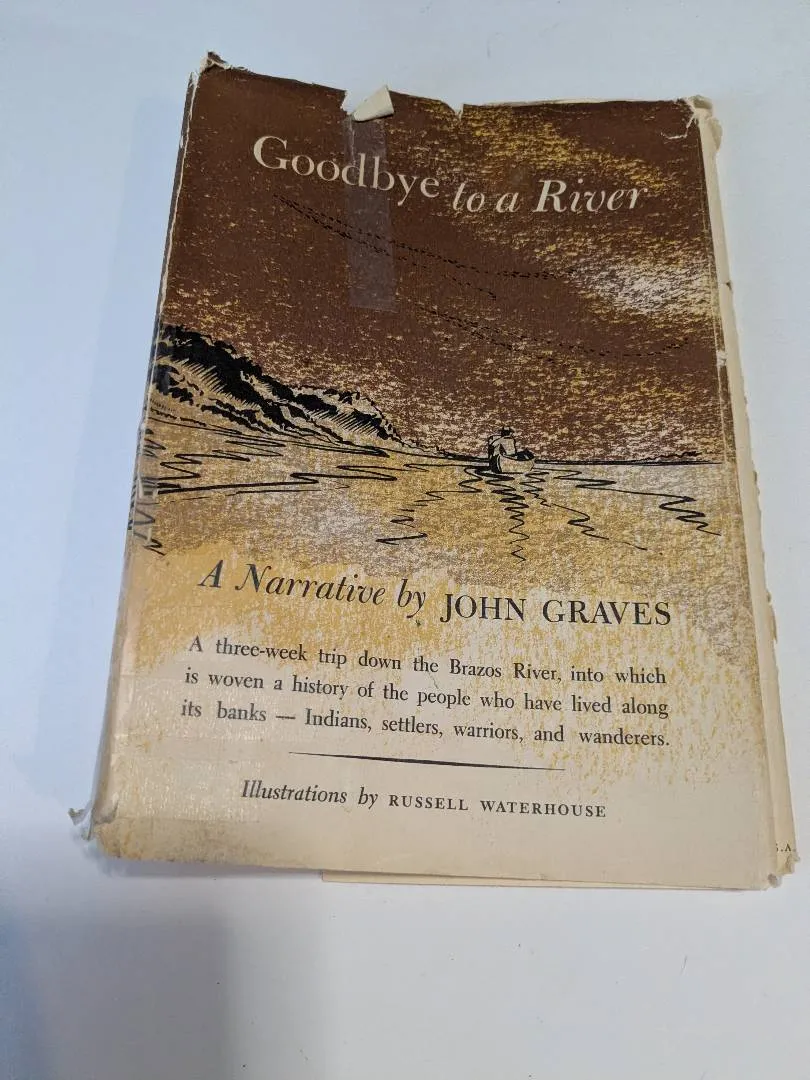 Goodbye to a River
A Narrative by JOHN GRAVES
A three-week trip down the Brazos River, into which
is woven a history of the people who have lived along
its banks — Indians, settlers, warriors, and wanderers.
Illustrations by RUSSELL WATERHOUSE